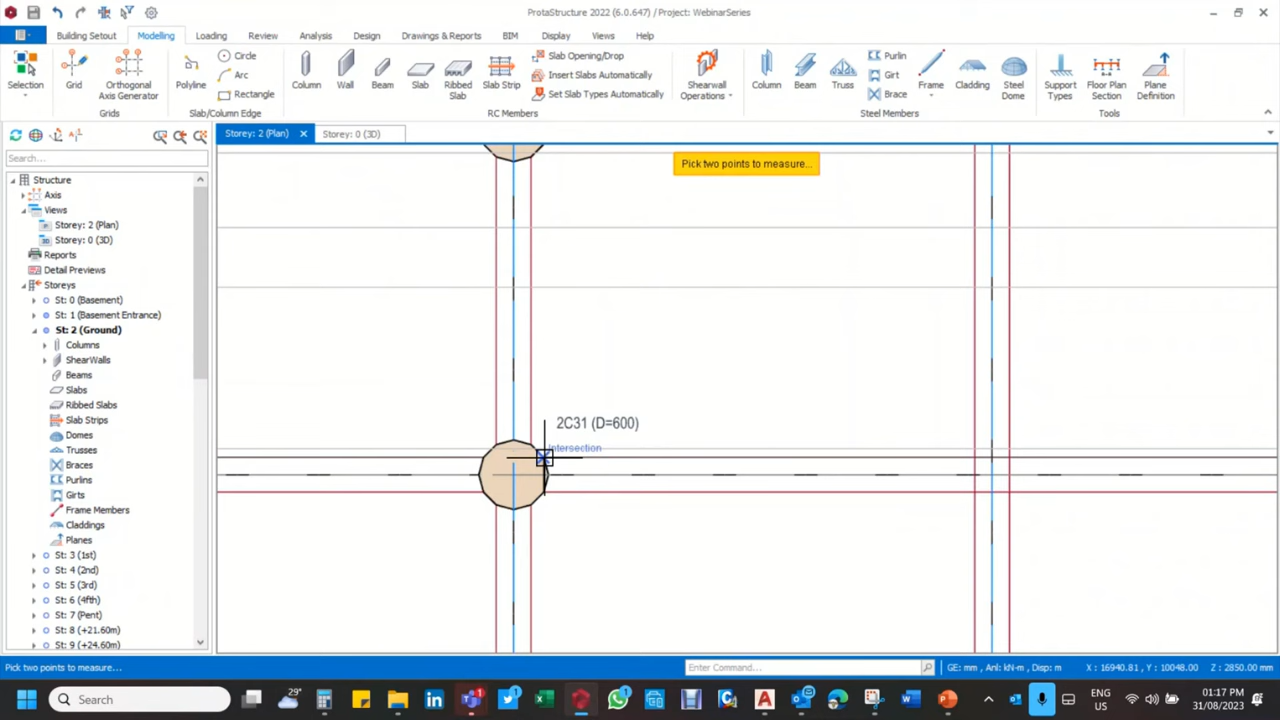 ProtaStructure 2022 (6.0.647) / Project: WebinarSeries
Building Setout Modelling Loading Review Analysis Design Drawings & Reports BIM Display Views Help
Selection
Grid
Orthogonal Axis Generator
Grids
Polyline
Circle
Arc
Rectangle
Slab/Column Edge
Column
Wall
Beam
Slab
Ribbed Slab
Slab Strip
Slab Opening/Drop
Insert Slabs Automatically
Set Slab Types Automatically
RC Members
Shearwall Operations
Column
Beam
Truss
Purlin
Girt
Brace
Frame
Cladding
Steel Dome
Steel Members
Support Types
Floor Plan Section
Plane Definition
Tools
Storey: 2 (Plan)
Storey: 0 (3D)
Search...
Structure
Axis
Views
Storey: 2 (Plan)
Storey: 0 (3D)
Reports
Detail Previews
Storeys
St: 0 (Basement)
St: 1 (Basement Entrance)
St: 2 (Ground)
Columns
ShearWalls
Beams
Slabs
Ribbed Slabs
Slab Strips
Domes
Trusses
Braces
Purlins
Girts
Frame Members
Claddings
Planes
St: 3 (1st)
St: 4 (2nd)
St: 5 (3rd)
St: 6 (4fth)
St: 7 (Pent)
St: 8 (+21.60m)
St: 9 (+24.60m)
Pick two points to measure...
2C31 (D=600)
Intersection
Pick two points to measure...
Enter Command...
GE: mm, Anl: kN-m, Disp: m
X : 16940.81, Y : 10048.00
Z : 2850.00 mm
Search
29°
ENG
US
01:17 PM
31/08/2023